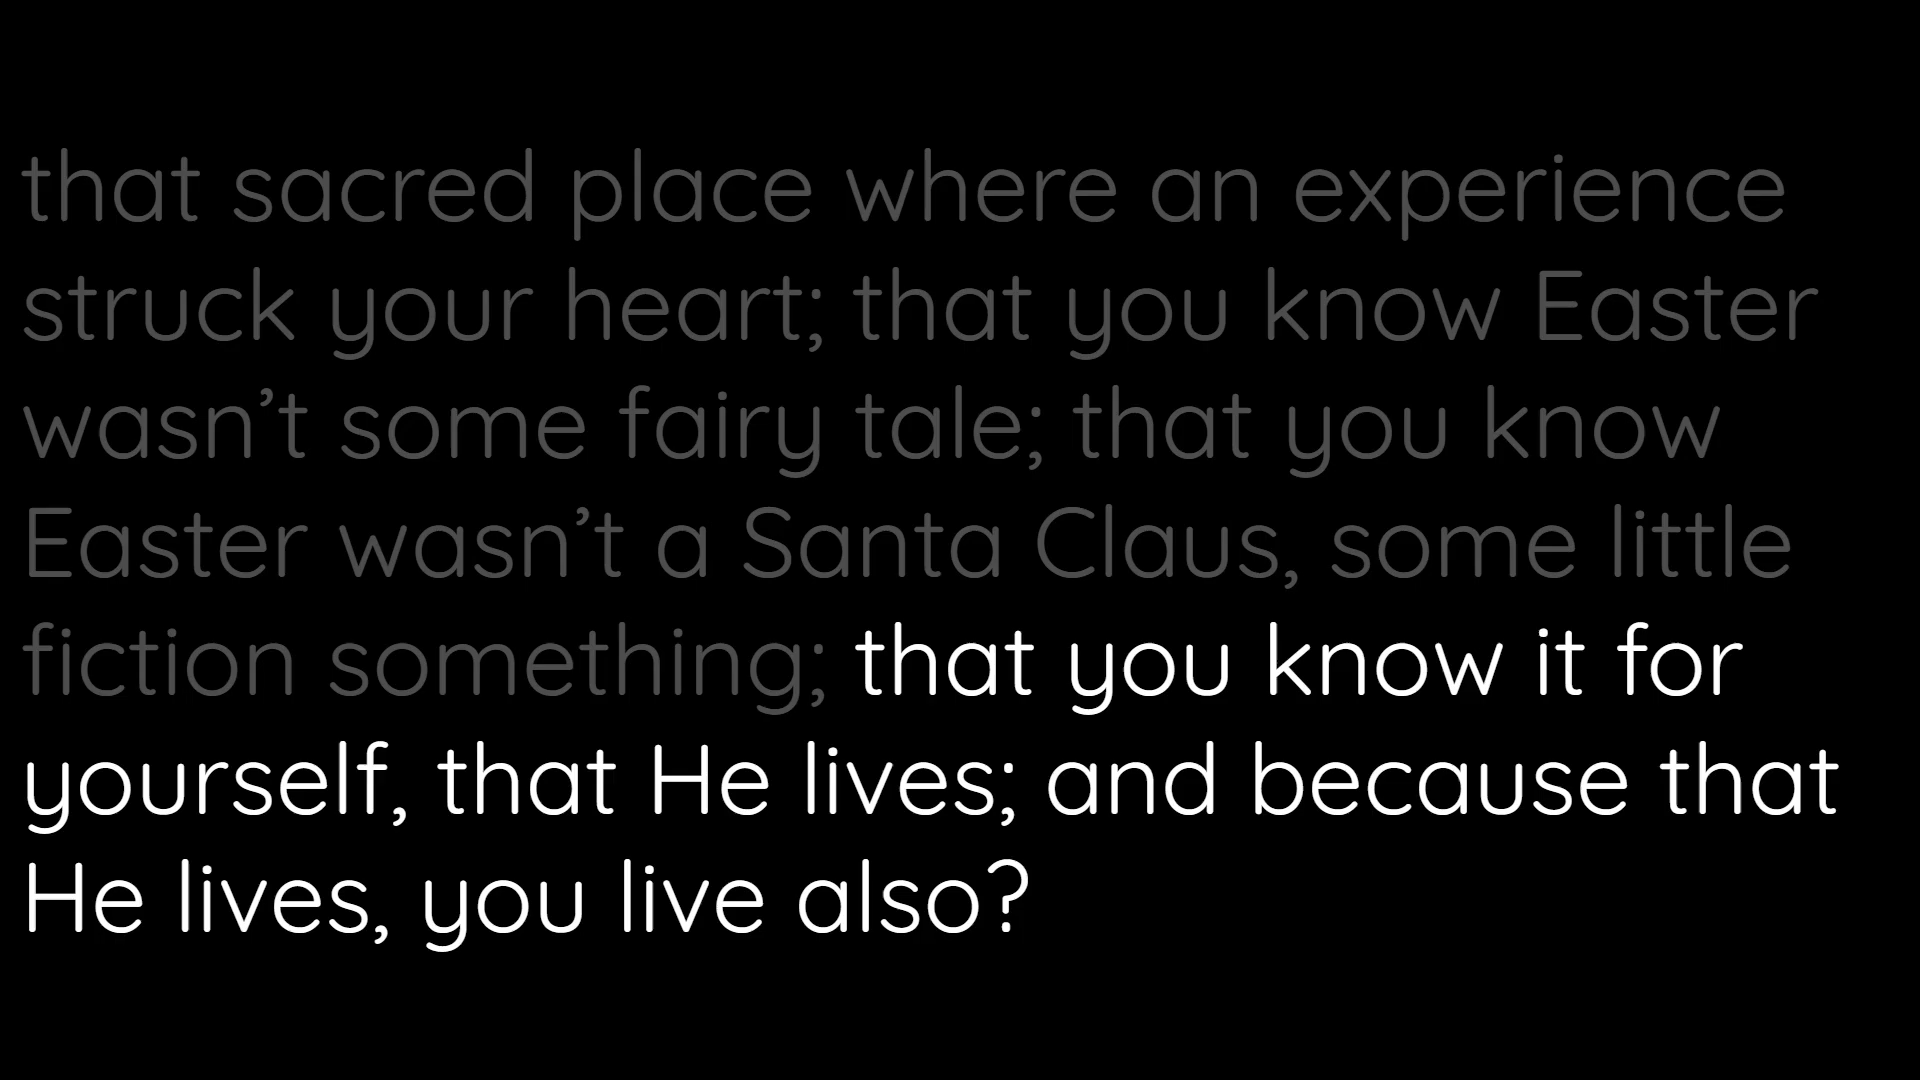 that sacred place where an experience
struck your heart; that you know Easter
wasn’t some fairy tale; that you know
Easter wasn’t a Santa Claus, some little
fiction something; that you know it for
yourself, that He lives; and because that
He lives, you live also?